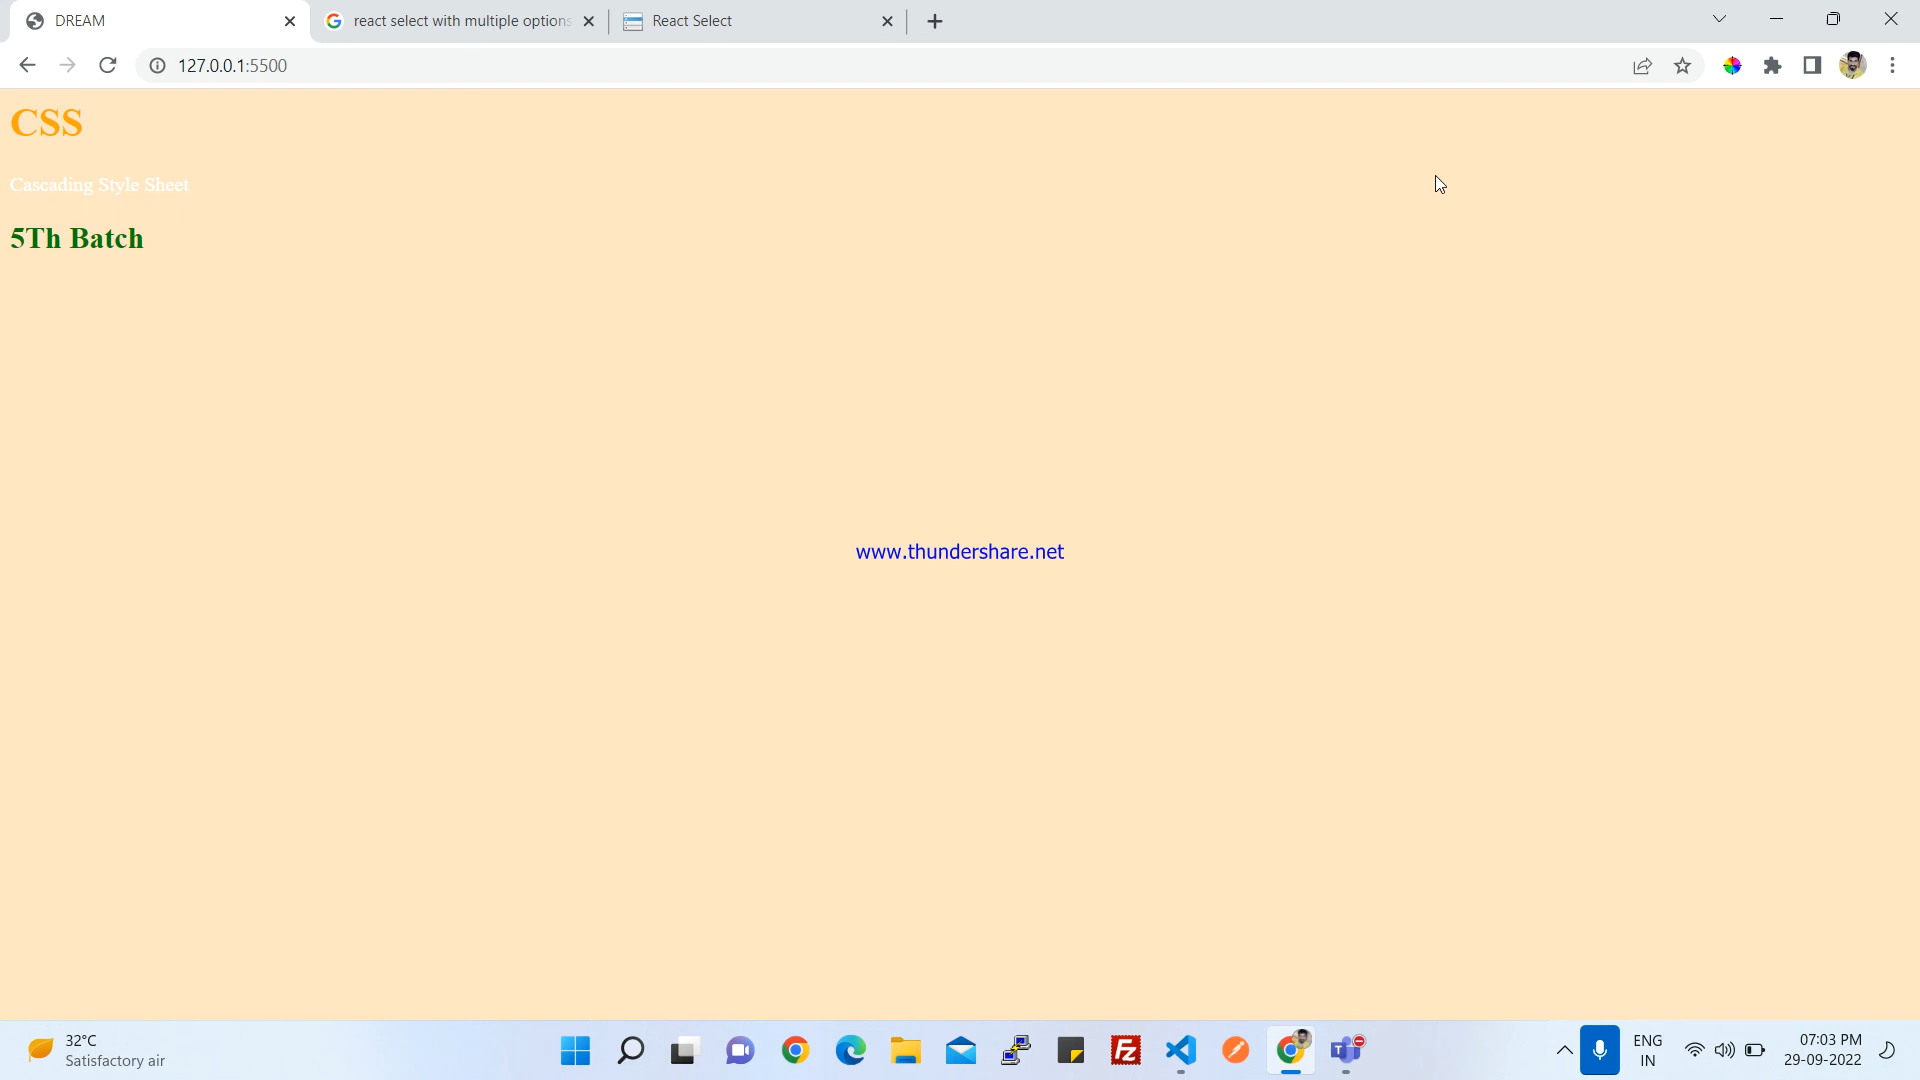 DREAM
react select with multiple options
React Select
127.0.0.1:5500
CSS
Cascading Style Sheet
5Th Batch
www.thundershare.net
32°C
Satisfactory air
ENG
IN
07:03 PM
29-09-2022